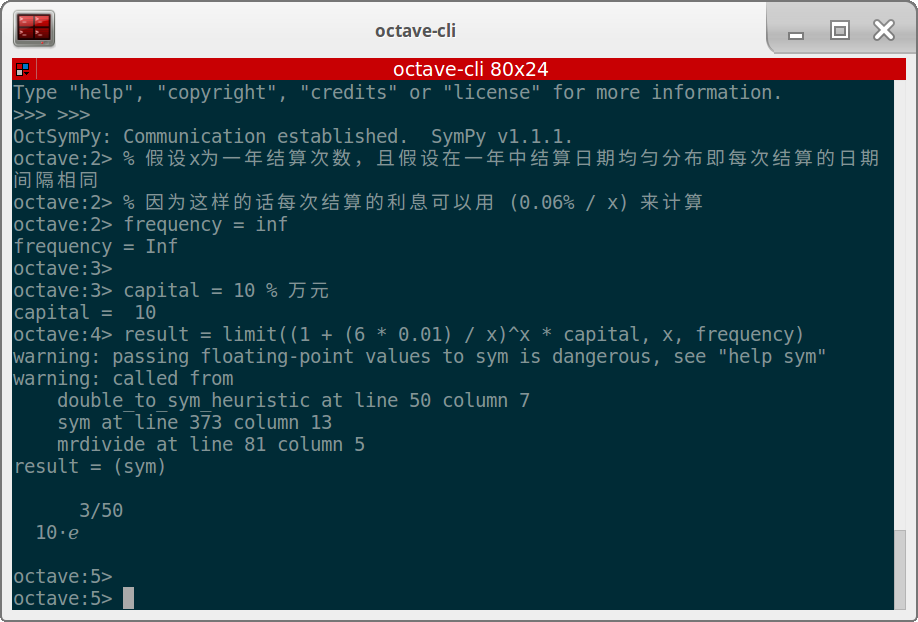 octave-cli
octave-cli 80x24
Type "help", "copyright", "credits" or "license" for more information.
>>> >>>
OctSymPy: Communication established.  SymPy v1.1.1.
octave:2> % 假设x为一年结算次数，且假设在一年中结算日期均匀分布即每次结算的日期
间隔相同
octave:2> % 因为这样的话每次结算的利息可以用 (0.06% / x) 来计算
octave:2> frequency = inf
frequency = Inf
octave:3>
octave:3> capital = 10 % 万元
capital =  10
octave:4> result = limit((1 + (6 * 0.01) / x)^x * capital, x, frequency)
warning: passing floating-point values to sym is dangerous, see "help sym"
warning: called from
    double_to_sym_heuristic at line 50 column 7
    sym at line 373 column 13
    mrdivide at line 81 column 5
result = (sym)
      3/50
  10⋅ℯ
octave:5>
octave:5>